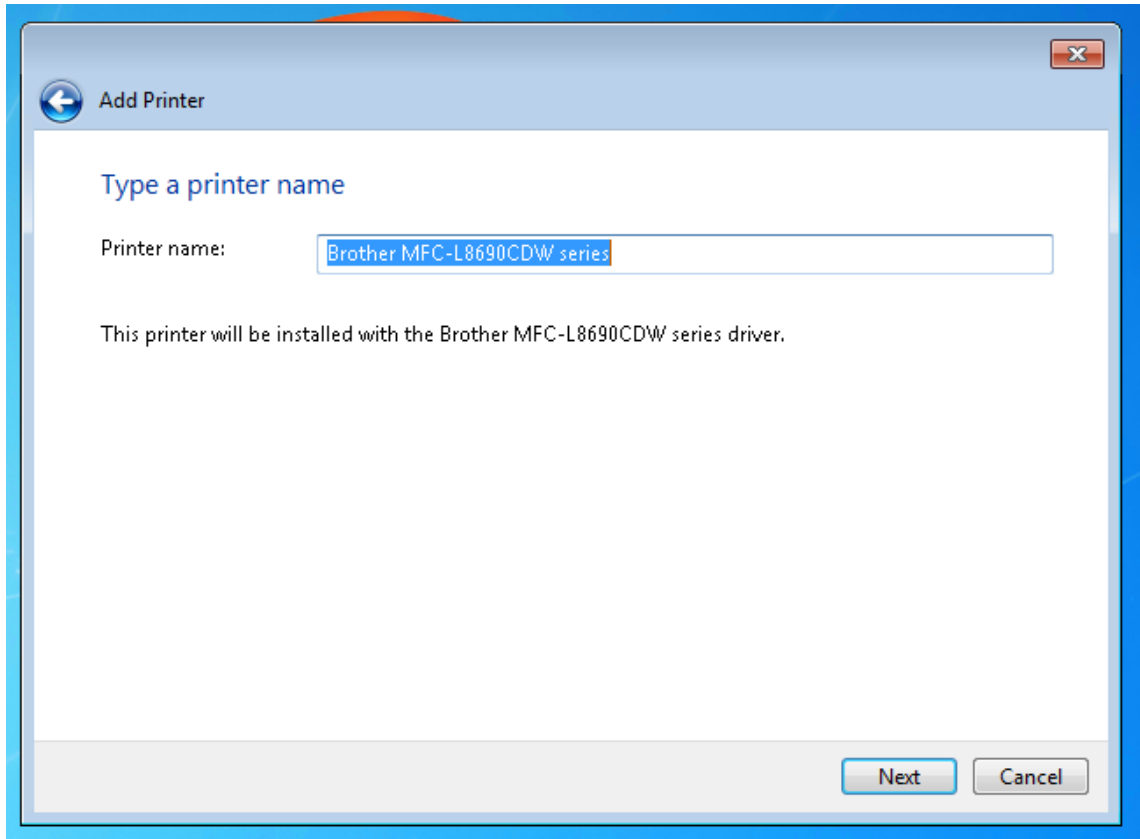 Add Printer
Type a printer name
Printer name: Brother MFC-L8690CDW series
This printer will be installed with the Brother MFC-L8690CDW series driver.
Next Cancel